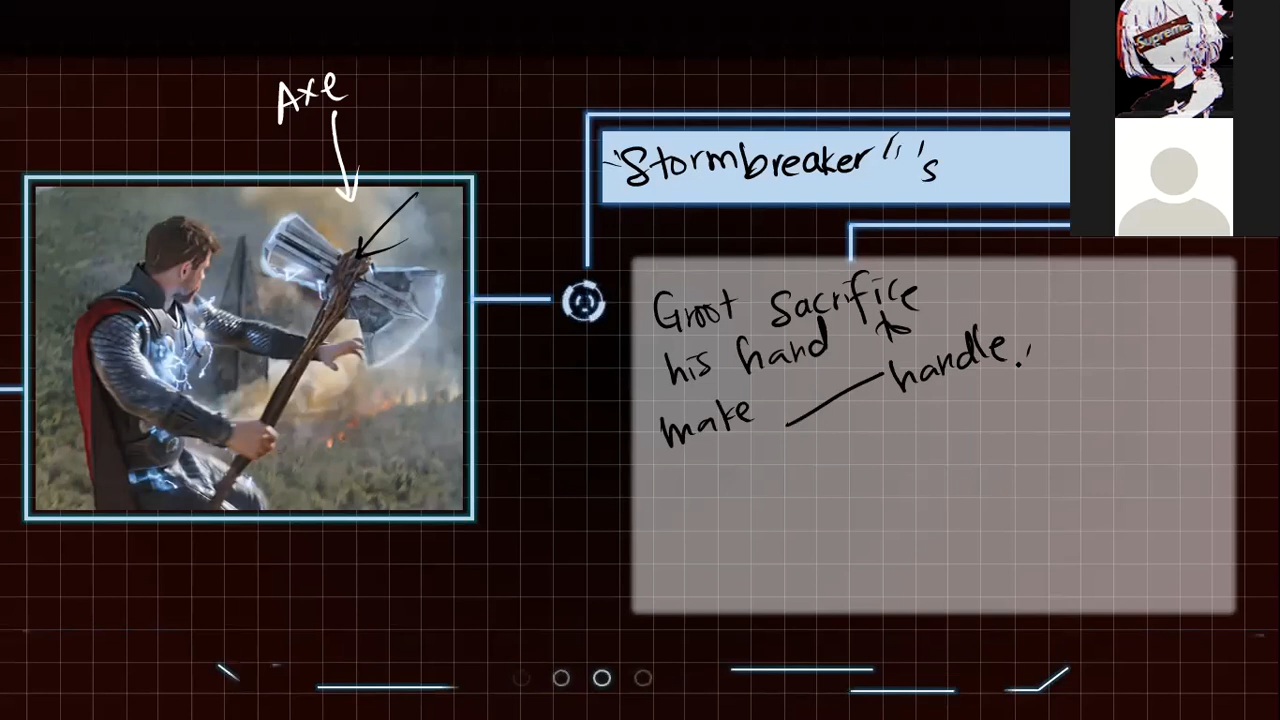 Axe
"Stormbreaker"'s
Groot sacrifice
his hand to
make handle.
Supreme